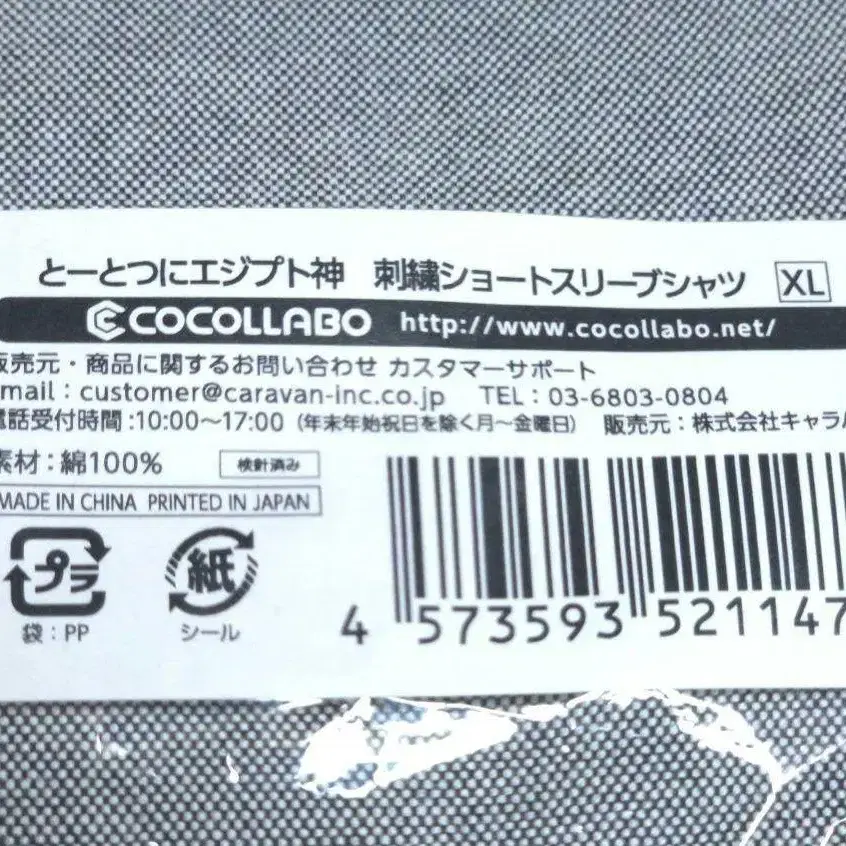 とーとつにエジプト神 刺繍ショートスリーブシャツ XL
COCOLLABO http://www.cocollabo.net/
販売元・商品に関するお問い合わせ カスタマーサポート
mail:customer@caravan-inc.co.jp TEL:03-6803-0804
電話受付時間:10:00～17:00 (年末年始祝日を除く月～金曜日) 販売元:株式会社キャラバ
素材:綿100% 検針済み
MADE IN CHINA PRINTED IN JAPAN
プラ 紙
袋:PP シール
4 573593 521147